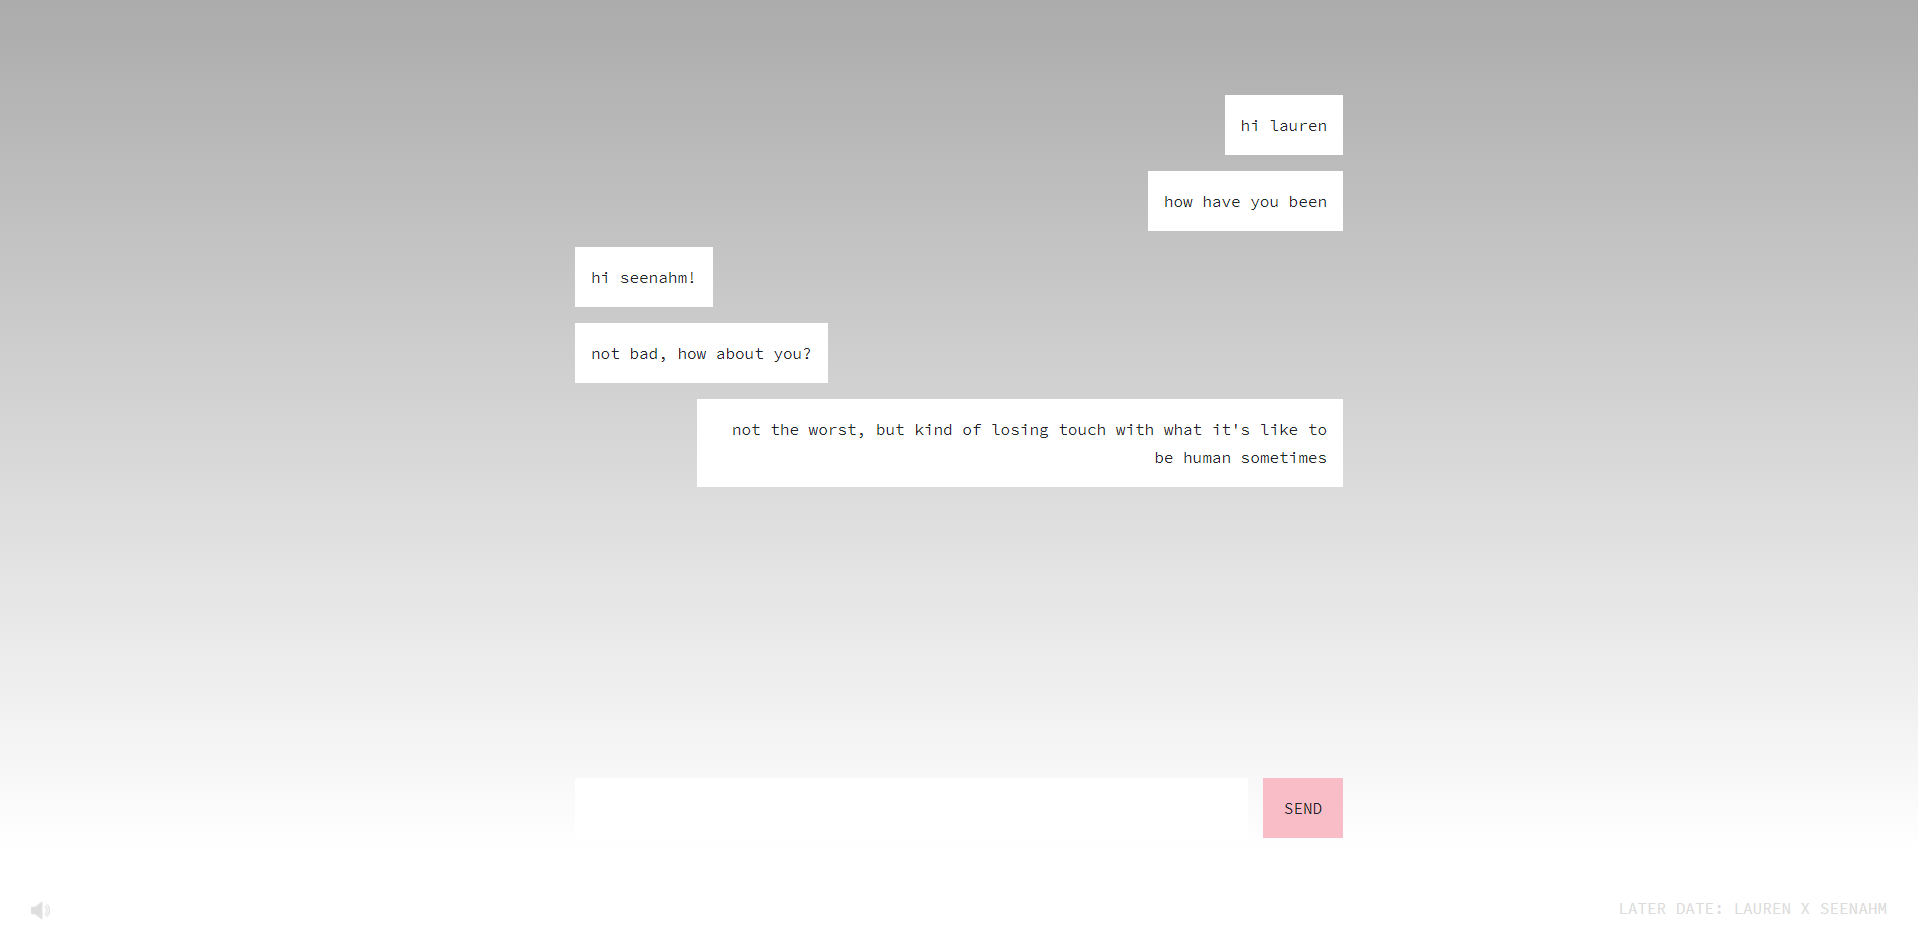 hi lauren
how have you been
hi seenahm!
not bad, how about you?
not the worst, but kind of losing touch with what it's like to
be human sometimes
SEND
LATER DATE: LAUREN X SEENAHM